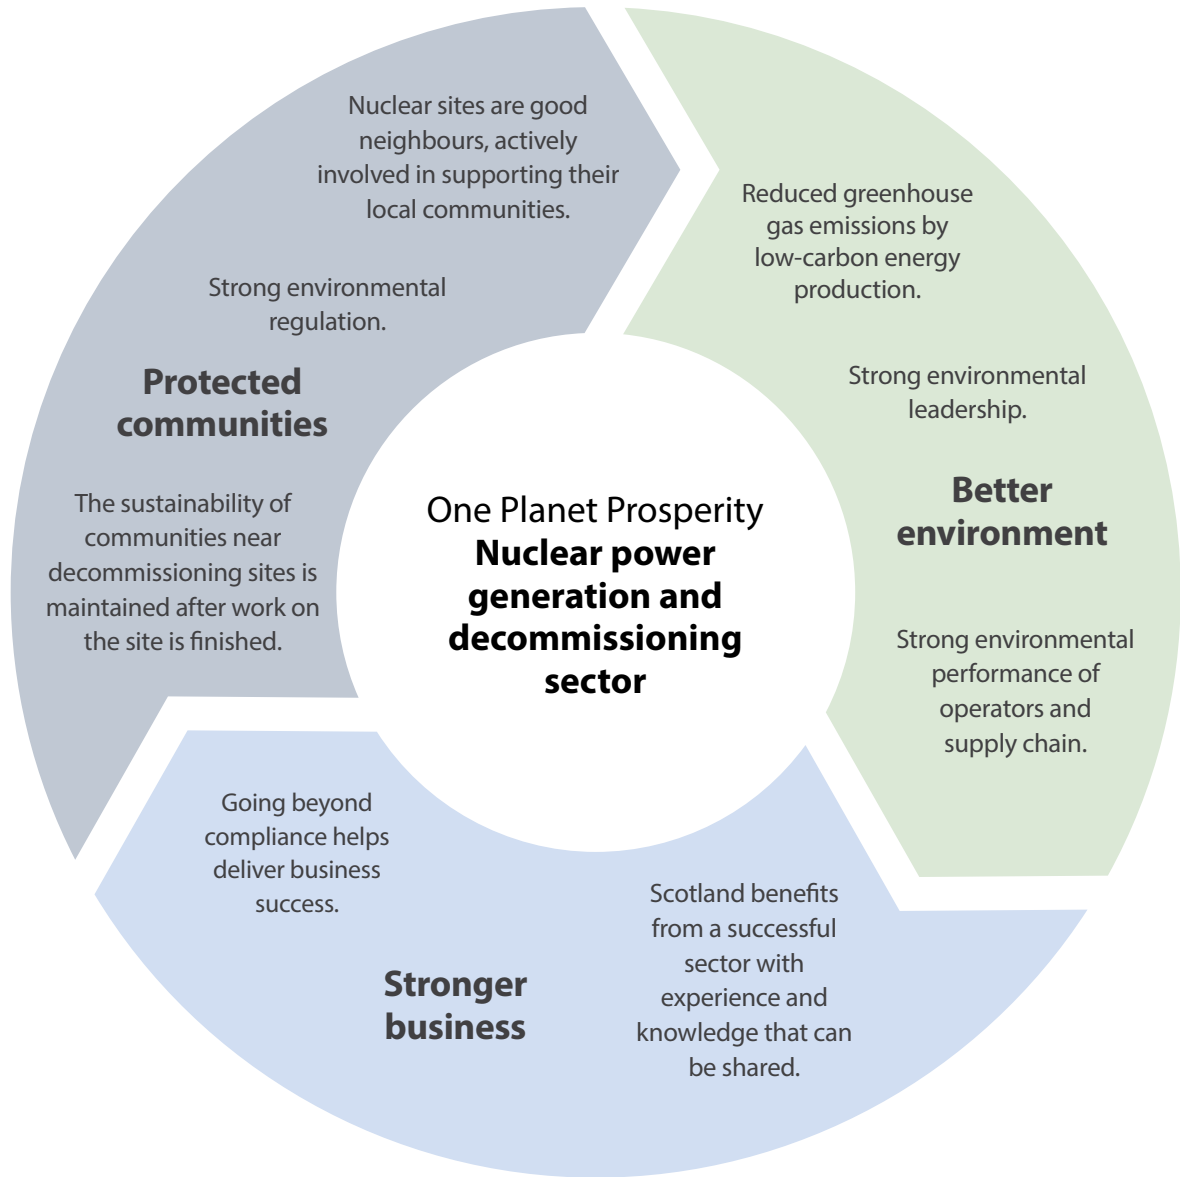 Nuclear sites are good
neighbours, actively
involved in supporting their
local communities.
Strong environmental
regulation.
Protected
communities
The sustainability of
communities near
decommissioning sites is
maintained after work on
the site is finished.
Reduced greenhouse
gas emissions by
low-carbon energy
production.
Strong environmental
leadership.
Better
environment
Strong environmental
performance of
operators and
supply chain.
One Planet Prosperity
Nuclear power
generation and
decommissioning
sector
Going beyond
compliance helps
deliver business
success.
Stronger
business
Scotland benefits
from a successful
sector with
experience and
knowledge that can
be shared.